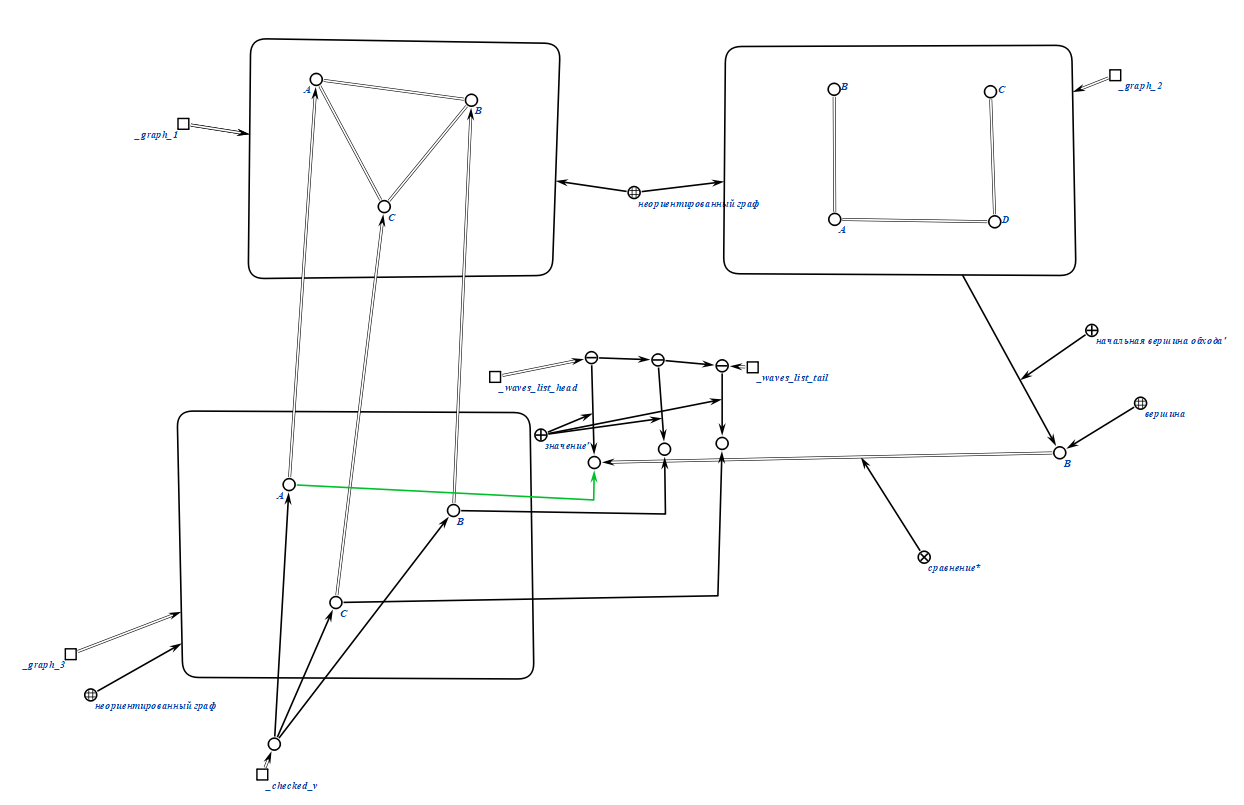 A
B
C
_graph_1
неориентированный граф
B
C
A
D
_graph_2
начальная вершина обхода'
вершина
B
_waves_list_head
_waves_list_tail
значение'
сравнение*
A
B
C
_graph_3
неориентированный граф
_checked_v